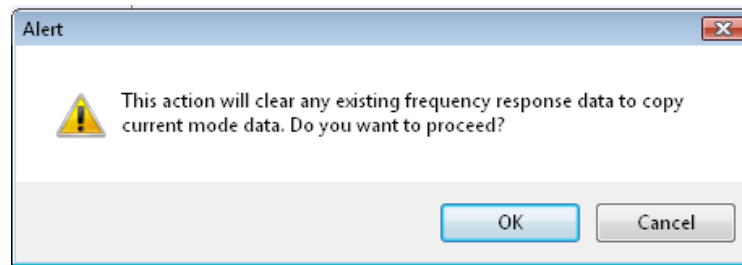 Alert
This action will clear any existing frequency response data to copy
current mode data. Do you want to proceed?
OK
Cancel